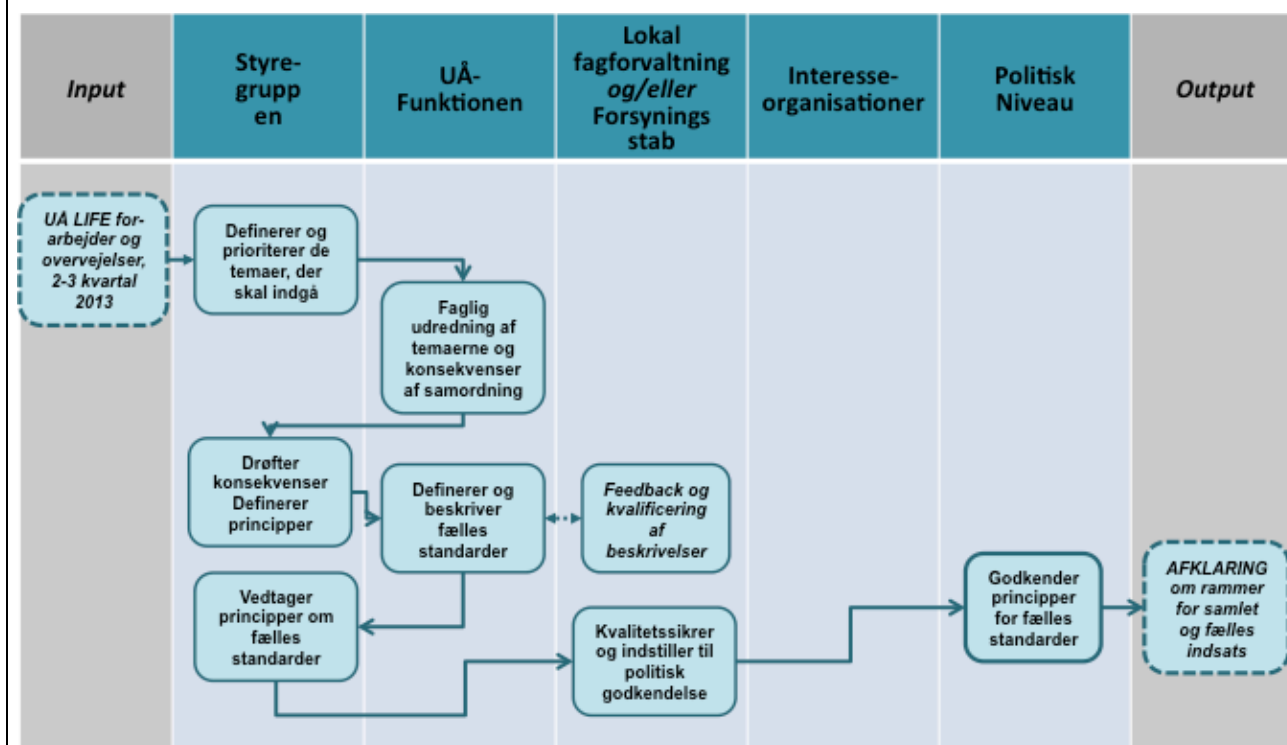 Input
Styre-
grupp
en
UÅ-
Funktionen
Lokal
fagforvaltning
og/eller
Forsynings
stab
Interesse-
organisationer
Politisk
Niveau
Output
UÅ LIFE for-
arbejder og
overvejelser,
2-3 kvartal
2013
Definerer og
prioriterer de
temaer, der
skal indgå
Faglig
udredning af
temaerne og
konsekvenser
af samordning
Drøfter
konsekvenser
Definerer
principper
Definerer og
beskriver
fælles
standarder
Feedback og
kvalificering
af
beskrivelser
Vedtager
principper om
fælles
standarder
Kvalitetssikrer
og indstiller til
politisk
godkendelse
Godkender
principper
for fælles
standarder
AFKLARING
om rammer
for samlet
og fælles
indsats